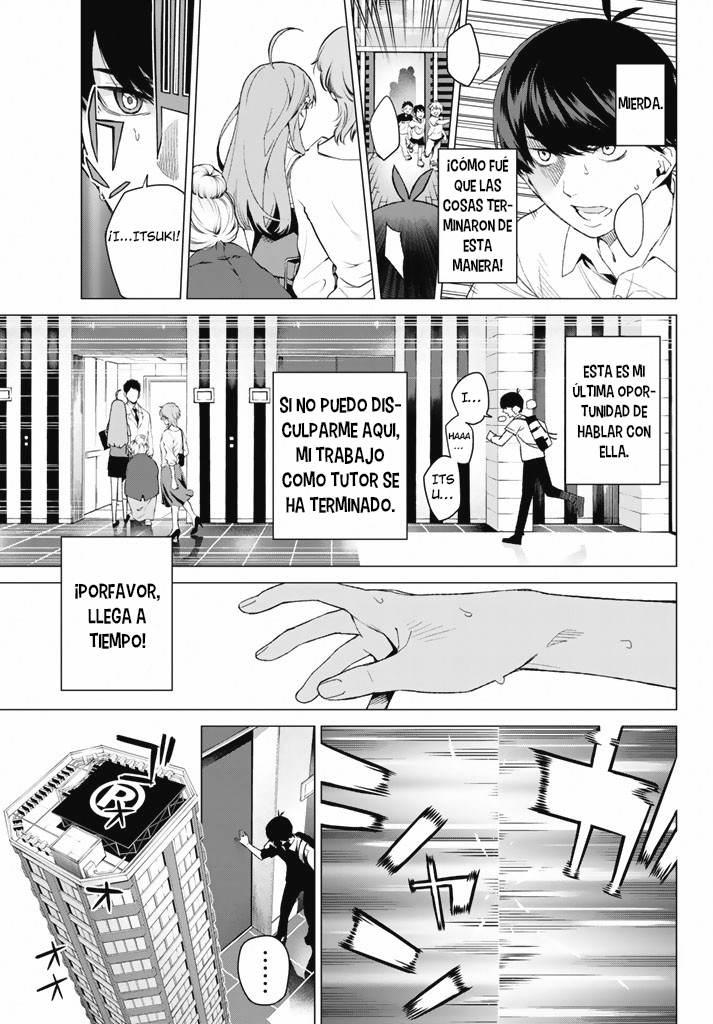 MIERDA.
¡CÓMO FUÉ
QUE LAS
COSAS TER-
MINARON DE
ESTA
MANERA!
¡I...ITSUKI!
ESTA ES MI
ÚLTIMA OPOR-
TUNIDAD DE
HABLAR CON
ELLA.
I...
HAAA
...
ITS
U...
SI NO PUEDO DIS-
CULPARME AQUI,
MI TRABAJO
COMO TUTOR SE
HA TERMINADO.
¡PORFAVOR,
LLEGA A
TIEMPO!
......
R